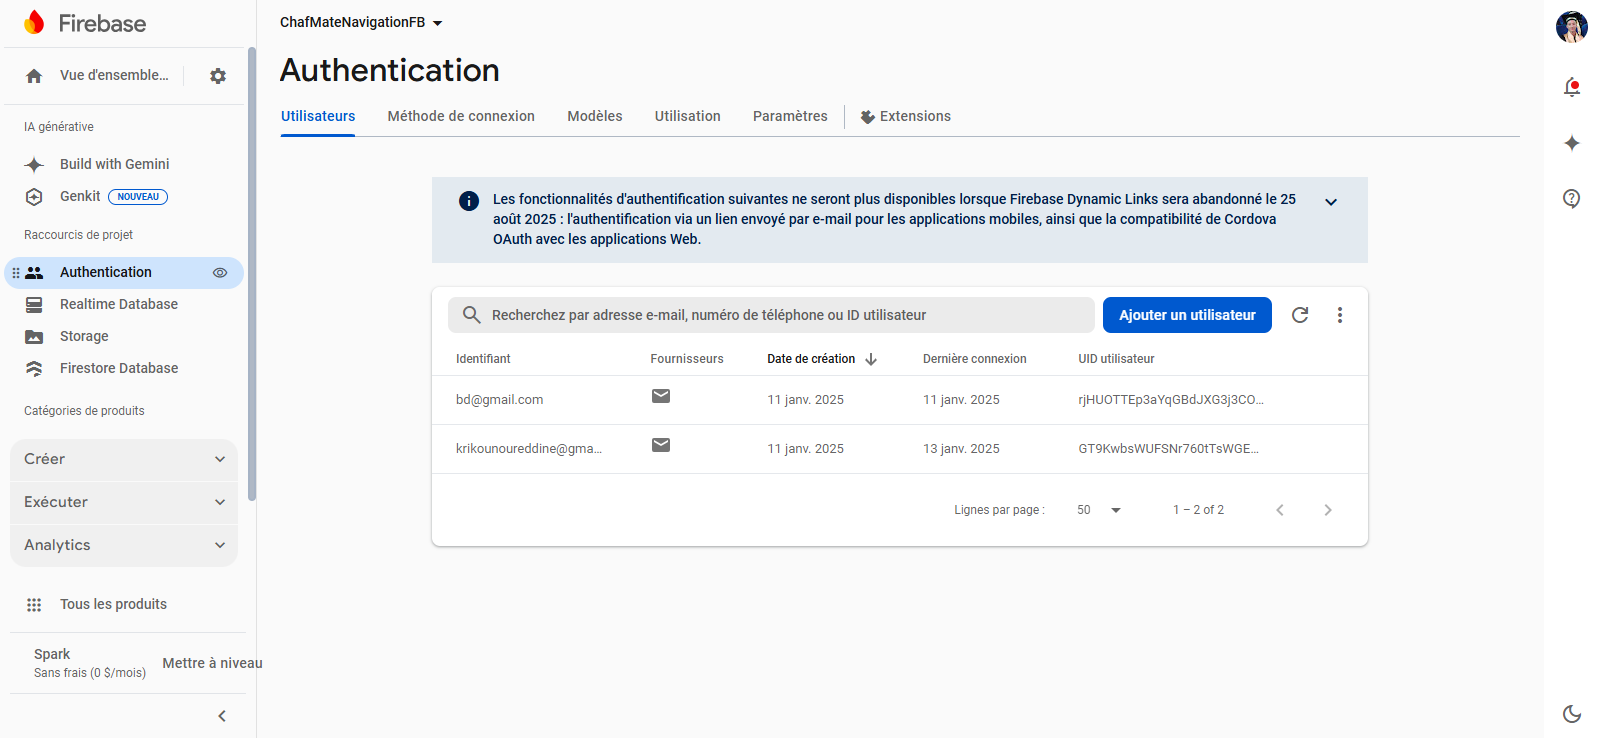 Firebase
Vue d'ensemble...
IA générative
Build with Gemini
Genkit NOUVEAU
Raccourcis de projet
Authentication
Realtime Database
Storage
Firestore Database
Catégories de produits
Créer
Exécuter
Analytics
Tous les produits
Spark
Sans frais (0 $/mois)
Mettre à niveau
ChafMateNavigationFB
Authentication
Utilisateurs Méthode de connexion Modèles Utilisation Paramètres Extensions
Les fonctionnalités d'authentification suivantes ne seront plus disponibles lorsque Firebase Dynamic Links sera abandonné le 25
août 2025 : l'authentification via un lien envoyé par e-mail pour les applications mobiles, ainsi que la compatibilité de Cordova
OAuth avec les applications Web.
Recherchez par adresse e-mail, numéro de téléphone ou ID utilisateur
Ajouter un utilisateur
Identifiant Fournisseurs Date de création Dernière connexion UID utilisateur
bd@gmail.com 11 janv. 2025 11 janv. 2025 rjHUOTTEp3aYqGBdJXG3j3CO...
krikounoureddine@gma... 11 janv. 2025 13 janv. 2025 GT9KwbsWUFSNr760tTsWGE...
Lignes par page : 50 1 – 2 of 2